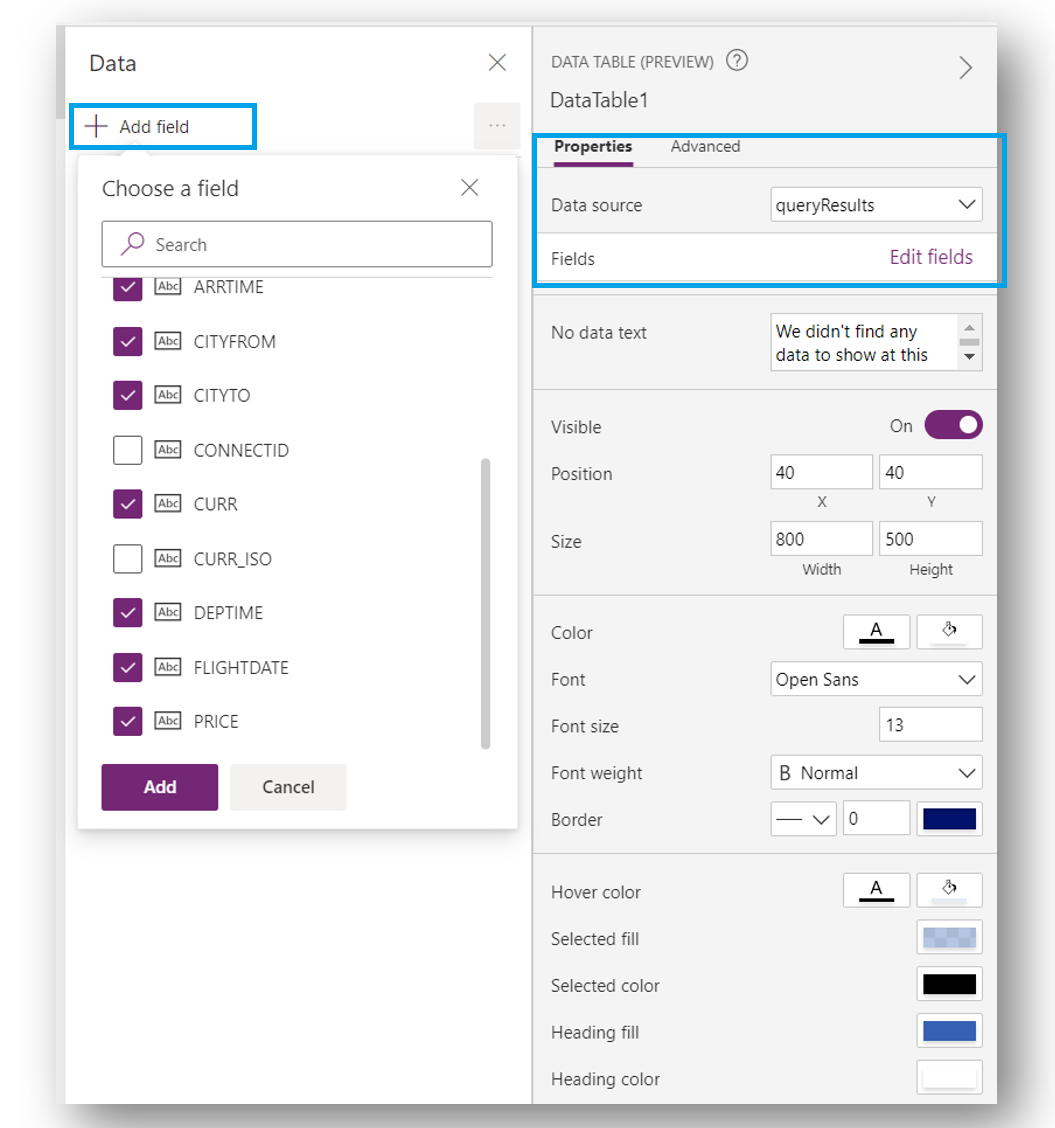 Data
Add field
...
Choose a field
Search
Abc ARRTIME
Abc CITYFROM
Abc CITYTO
Abc CONNECTID
Abc CURR
Abc CURR_ISO
Abc DEPTIME
Abc FLIGHTDATE
Abc PRICE
Add Cancel
DATA TABLE (PREVIEW) ?
DataTable1
Properties Advanced
Data source queryResults
Fields Edit fields
No data text We didn't find any
data to show at this
Visible On
Position 40 40
X Y
Size 800 500
Width Height
Color A
Font Open Sans
Font size 13
Font weight B Normal
Border 0
Hover color A
Selected fill
Selected color
Heading fill
Heading color